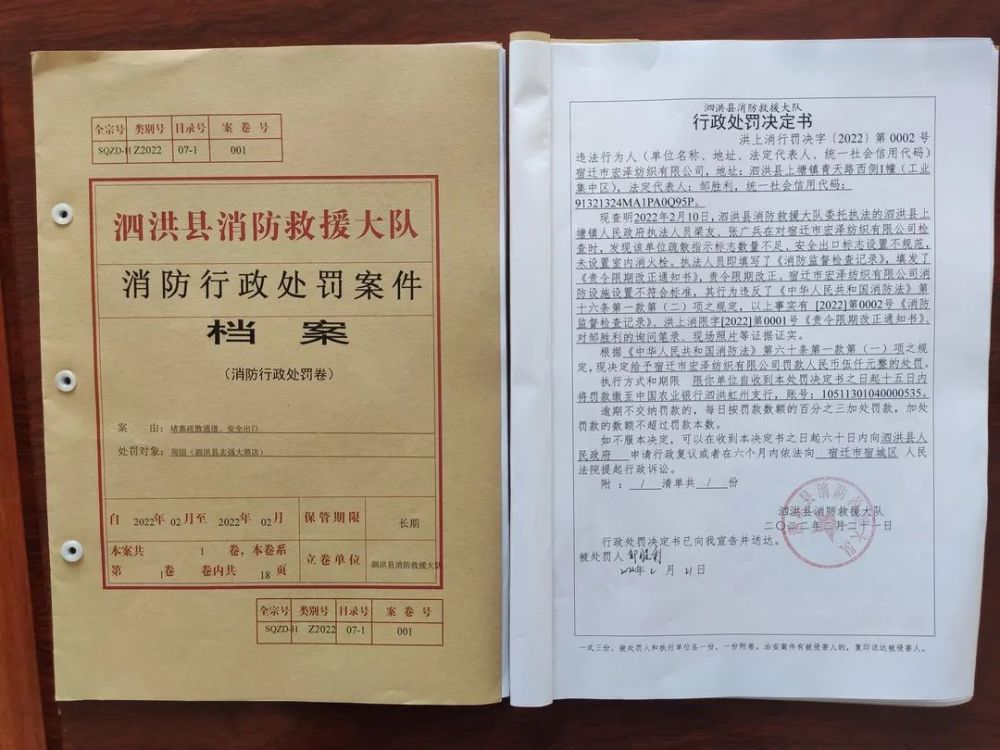 全宗号 类别号 目录号 案卷号
SQZD-H Z2022 07-1 001
泗洪县消防救援大队
消防行政处罚案件
档案
(消防行政处罚卷)
案由: 堵塞疏散通道、安全出口
处罚对象: 周圆(泗洪县志强大酒店)
自 2022年 02月至 2022年 02月 保管期限 长期
本案共 1 卷,本卷系
第 1卷 卷内共 18 页
立卷单位 泗洪县消防救援大队
全宗号 类别号 目录号 案卷号
SQZD-H Z2022 07-1 001
泗洪县消防救援大队
行政处罚决定书
洪上消行罚决字〔2022〕第 0002 号
违法行为人(单位名称、地址、法定代表人、统一社会信用代码)
宿迁市宏泽纺织有限公司,地址:泗洪县上塘镇青天路西侧1幢(工业
集中区),法定代表人:邹胜利,统一社会信用代码:
91321324MA1PA0Q95P。
现查明2022年2月10日,泗洪县消防救援大队委托执法的泗洪县上
塘镇人民政府执法人员梁友、张广兵在对宿迁市宏泽纺织有限公司检
查时,发现该单位疏散指示标志数量不足、安全出口标志设置不规范,
未设置室内消火栓。执法人员即填写了《消防监督检查记录》,填发了
《责令限期改正通知书》,责令限期改正。宿迁市宏泽纺织有限公司消
防设施设置不符合标准,其行为违反了《中华人民共和国消防法》第
十六条第一款第(二)项之规定,以上事实有 [2022]第0002号《消防
监督检查记录》、洪上消限字[2022]第0001号《责令限期改正通知书》、
对邹胜利的询问笔录、现场照片等证据证实。
根据《中华人民共和国消防法》第六十条第一款第(一)项之规
定,现决定给予宿迁市宏泽纺织有限公司罚款人民币伍仟元整的处罚。
执行方式和期限 限你单位自收到本处罚决定书之日起十五日内
将罚款缴至中国农业银行泗洪虹州支行,账号:10511301040000535。
逾期不交纳罚款的,每日按罚款数额的百分之三加处罚款,加处
罚款的数额不超过罚款本数。
如不服本决定,可以在收到本决定书之日起六十日内向泗洪县人
民政府 申请行政复议或者在六个月内依法向 宿迁市宿城区 人民
法院提起行政诉讼。
附: / 清单共 / 份
泗洪县消防救援大队
二〇二二年二月二十一日
行政处罚决定书已向我宣告并送达。
被处罚人 邹胜利
2022年 2 月 21 日
一式三份,被处罚人和执行单位各一份,一份附卷。治安案件有被侵害人的,复印送达被侵害人。